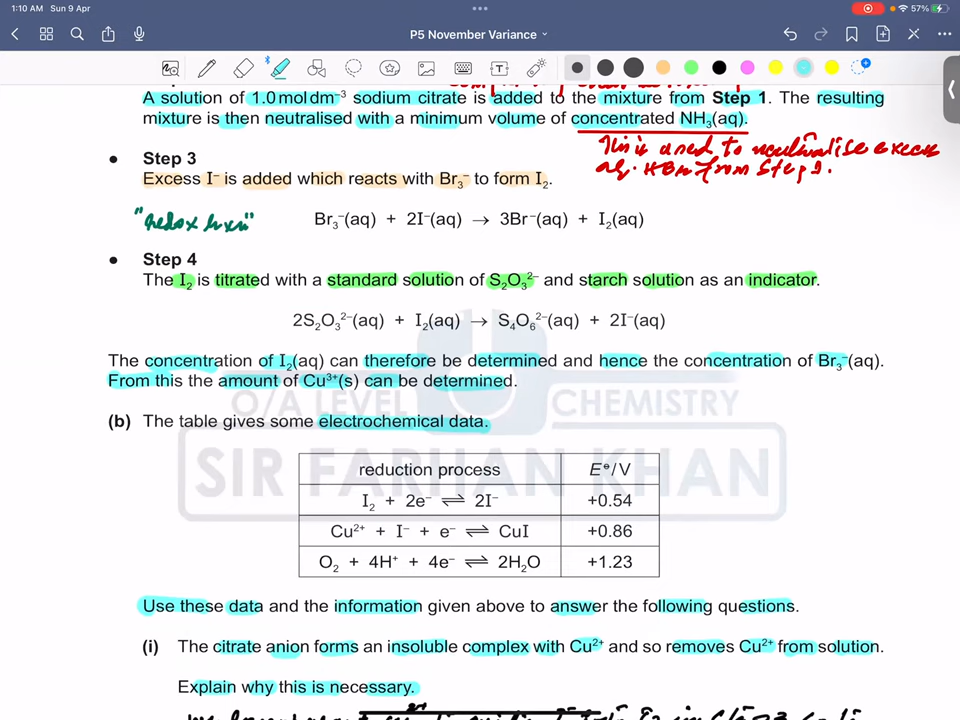 1:10 AM Sun 9 Apr
57%
P5 November Variance
A solution of 1.0 mol dm⁻³ sodium citrate is added to the mixture from Step 1. The resulting
mixture is then neutralised with a minimum volume of concentrated NH₃(aq).
This is used to neutralise excess
aq. HBr from Step 1.
• Step 3
Excess I⁻ is added which reacts with Br₃⁻ to form I₂.
"redox rxn"
Br₃⁻(aq) + 2I⁻(aq) → 3Br⁻(aq) + I₂(aq)
• Step 4
The I₂ is titrated with a standard solution of S₂O₃²⁻ and starch solution as an indicator.
2S₂O₃²⁻(aq) + I₂(aq) → S₄O₆²⁻(aq) + 2I⁻(aq)
The concentration of I₂(aq) can therefore be determined and hence the concentration of Br₃⁻(aq).
From this the amount of Cu³⁺(s) can be determined.
O/A LEVEL CHEMISTRY
(b) The table gives some electrochemical data.
SIR FARHAN KHAN
reduction process E⦵/V
I₂ + 2e⁻ ⇌ 2I⁻ +0.54
Cu²⁺ + I⁻ + e⁻ ⇌ CuI +0.86
O₂ + 4H⁺ + 4e⁻ ⇌ 2H₂O +1.23
Use these data and the information given above to answer the following questions.
(i) The citrate anion forms an insoluble complex with Cu²⁺ and so removes Cu²⁺ from solution.
Explain why this is necessary.